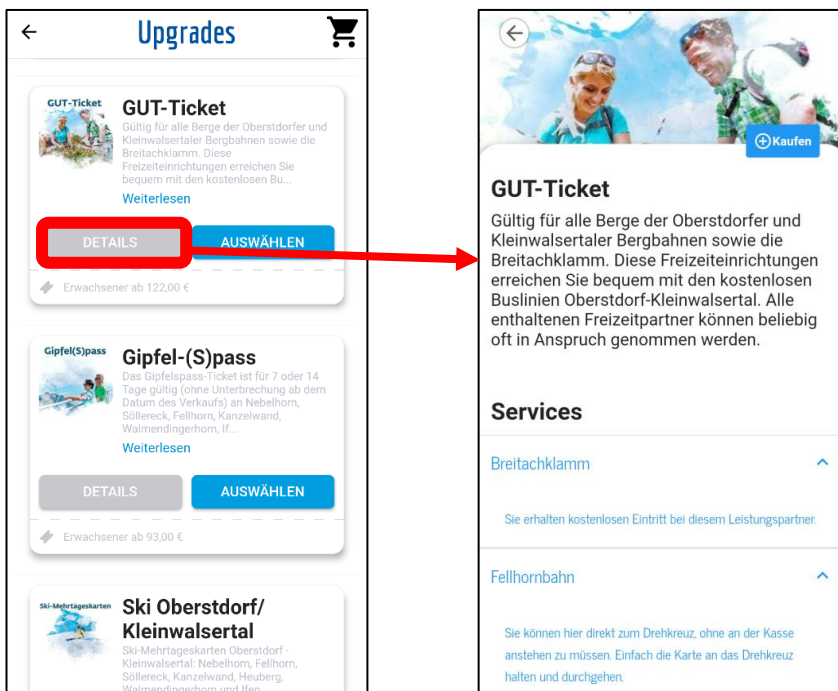 Upgrades
GUT-Ticket
GUT-Ticket
Gültig für alle Berge der Oberstdorfer und
Kleinwalsertaler Bergbahnen sowie die
Breitachklamm. Diese
Freizeiteinrichtungen erreichen Sie
bequem mit den kostenlosen Bu...
Weiterlesen
DETAILS
AUSWÄHLEN
Erwachsener ab 122,00 €
Gipfel(S)pass
Gipfel-(S)pass
Das Gipfelspass-Ticket ist für 7 oder 14
Tage gültig (ohne Unterbrechung ab dem
Datum des Verkaufs) an Nebelhorn,
Söllereck, Fellhorn, Kanzelwand,
Walmendingerhorn, If...
Weiterlesen
DETAILS
AUSWÄHLEN
Erwachsener ab 93,00 €
Ski-Mehrtageskarten
Ski Oberstdorf/
Kleinwalsertal
Ski-Mehrtageskarten Oberstdorf -
Kleinwalsertal: Nebelhorn, Fellhorn,
Söllereck, Kanzelwand, Heuberg,
Walmendingerhorn und Ifen
Kaufen
GUT-Ticket
Gültig für alle Berge der Oberstdorfer und
Kleinwalsertaler Bergbahnen sowie die
Breitachklamm. Diese Freizeiteinrichtungen
erreichen Sie bequem mit den kostenlosen
Buslinien Oberstdorf-Kleinwalsertal. Alle
enthaltenen Freizeitpartner können beliebig
oft in Anspruch genommen werden.
Services
Breitachklamm
Sie erhalten kostenlosen Eintritt bei diesem Leistungspartner.
Fellhornbahn
Sie können hier direkt zum Drehkreuz, ohne an der Kasse
anstehen zu müssen. Einfach die Karte an das Drehkreuz
halten und durchgehen.